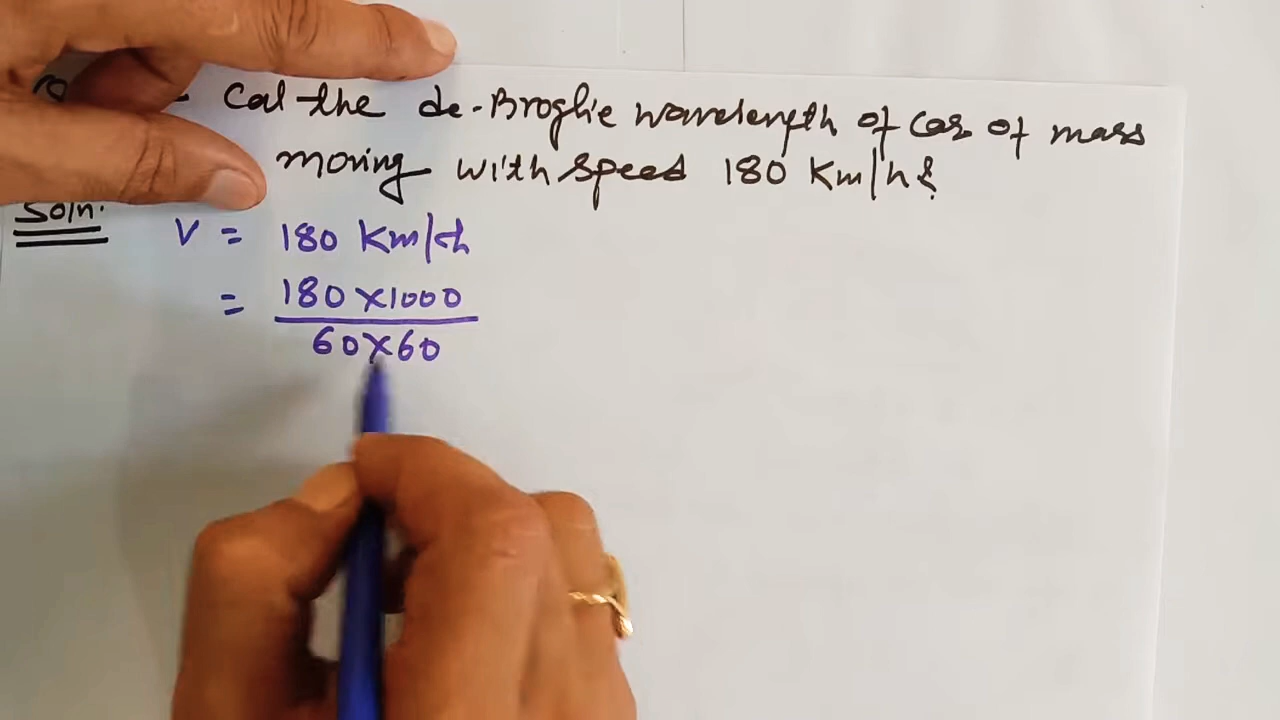 - Cal the de-Broglie wavelength of car of mass
moving with speed 180 Km/h &
Soln:
V = 180 Km/h
= 180 x 1000
60 x 60